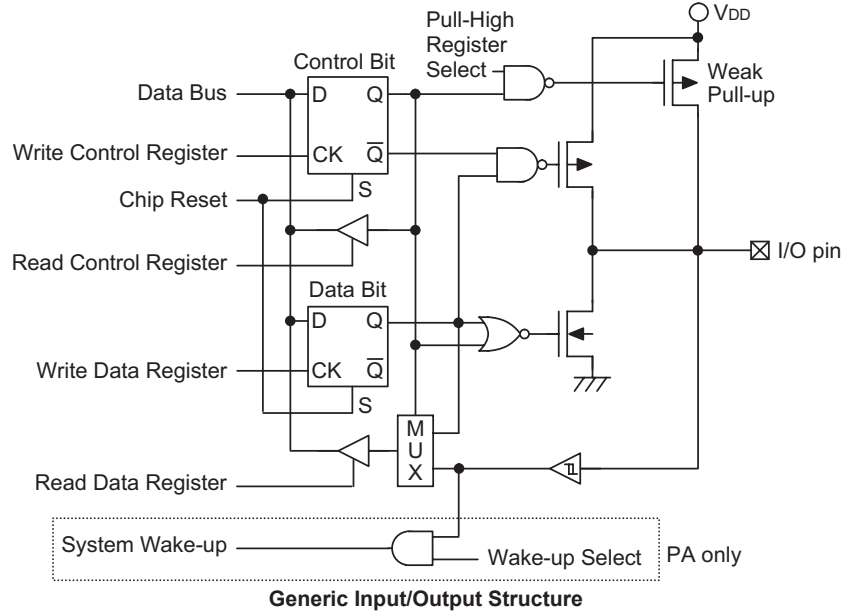 VDD
Pull-High
Register
Select
Weak
Pull-up
Control Bit
Data Bus
D
Q
Write Control Register
CK
Q
S
Chip Reset
Read Control Register
I/O pin
Data Bit
D
Q
Write Data Register
CK
Q
S
M
U
X
Read Data Register
System Wake-up
Wake-up Select
PA only
Generic Input/Output Structure